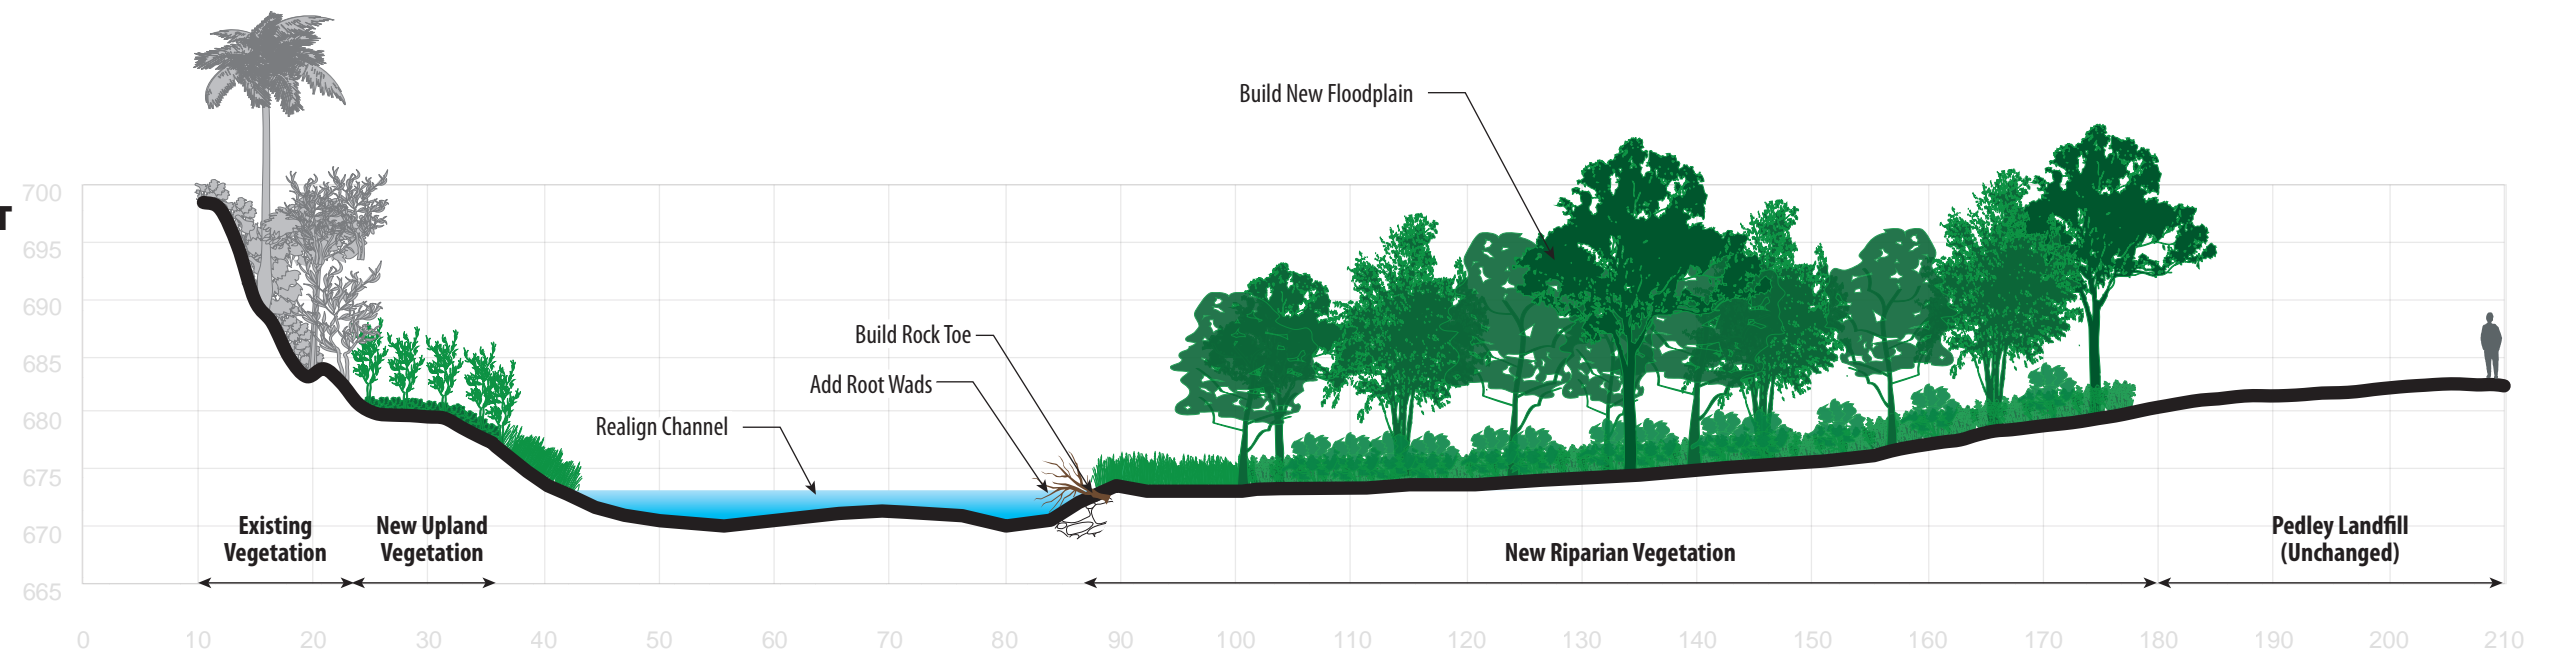 Build New Floodplain
700
T
695
690
Build Rock Toe
685
Add Root Wads
680
Realign Channel
675
Existing
Vegetation
New Upland
Vegetation
670
New Riparian Vegetation
Pedley Landfill
(Unchanged)
665
0 10 20 30 40 50 60 70 80 90 100 110 120 130 140 150 160 170 180 190 200 210